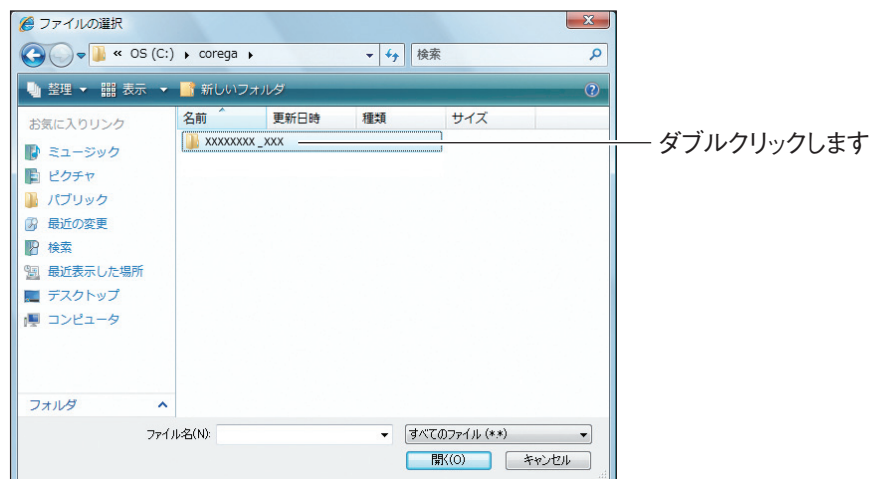 ファイルの選択
« OS (C:) ▸ corega ▸
検索
整理 ▼ 表示 ▼ 新しいフォルダ
お気に入りリンク
ミュージック
ピクチャ
パブリック
最近の変更
検索
最近表示した場所
デスクトップ
コンピュータ
フォルダ
名前 更新日時 種類 サイズ
XXXXXXXX_XXX
ダブルクリックします
ファイル名(N):
すべてのファイル (*.*)
開く(O) キャンセル